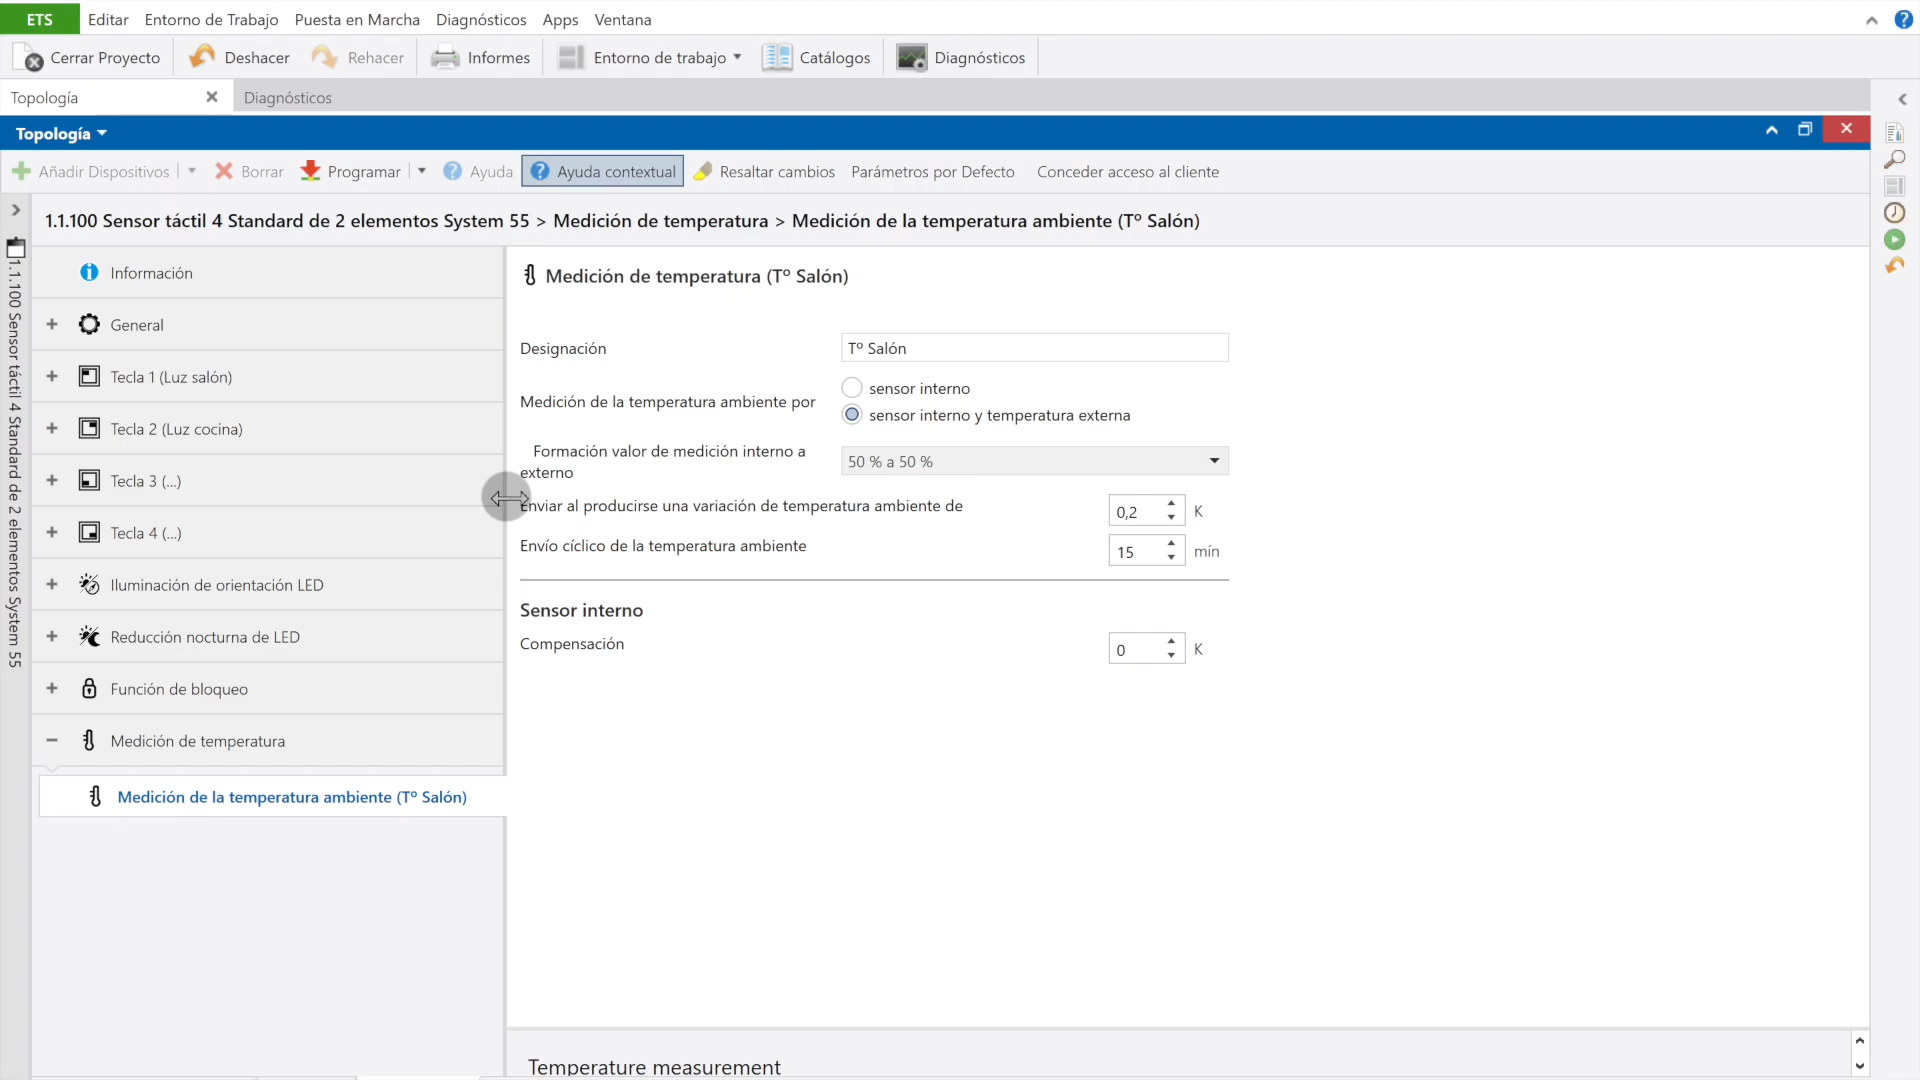 ETS Editar Entorno de Trabajo Puesta en Marcha Diagnósticos Apps Ventana
Cerrar Proyecto Deshacer Rehacer Informes Entorno de trabajo Catálogos Diagnósticos
Topología Diagnósticos
Topología
Añadir Dispositivos Borrar Programar Ayuda Ayuda contextual Resaltar cambios Parámetros por Defecto Conceder acceso al cliente
1.1.100 Sensor táctil 4 Standard de 2 elementos System 55 > Medición de temperatura > Medición de la temperatura ambiente (Tº Salón)
1.1.100 Sensor táctil 4 Standard de 2 elementos System 55
Información
General
Tecla 1 (Luz salón)
Tecla 2 (Luz cocina)
Tecla 3 (...)
Tecla 4 (...)
Iluminación de orientación LED
Reducción nocturna de LED
Función de bloqueo
Medición de temperatura
Medición de la temperatura ambiente (Tº Salón)
Medición de temperatura (Tº Salón)
Designación Tº Salón
Medición de la temperatura ambiente por
sensor interno
sensor interno y temperatura externa
Formación valor de medición interno a
externo
50 % a 50 %
Enviar al producirse una variación de temperatura ambiente de 0,2 K
Envío cíclico de la temperatura ambiente 15 mín
Sensor interno
Compensación 0 K
Temperature measurement